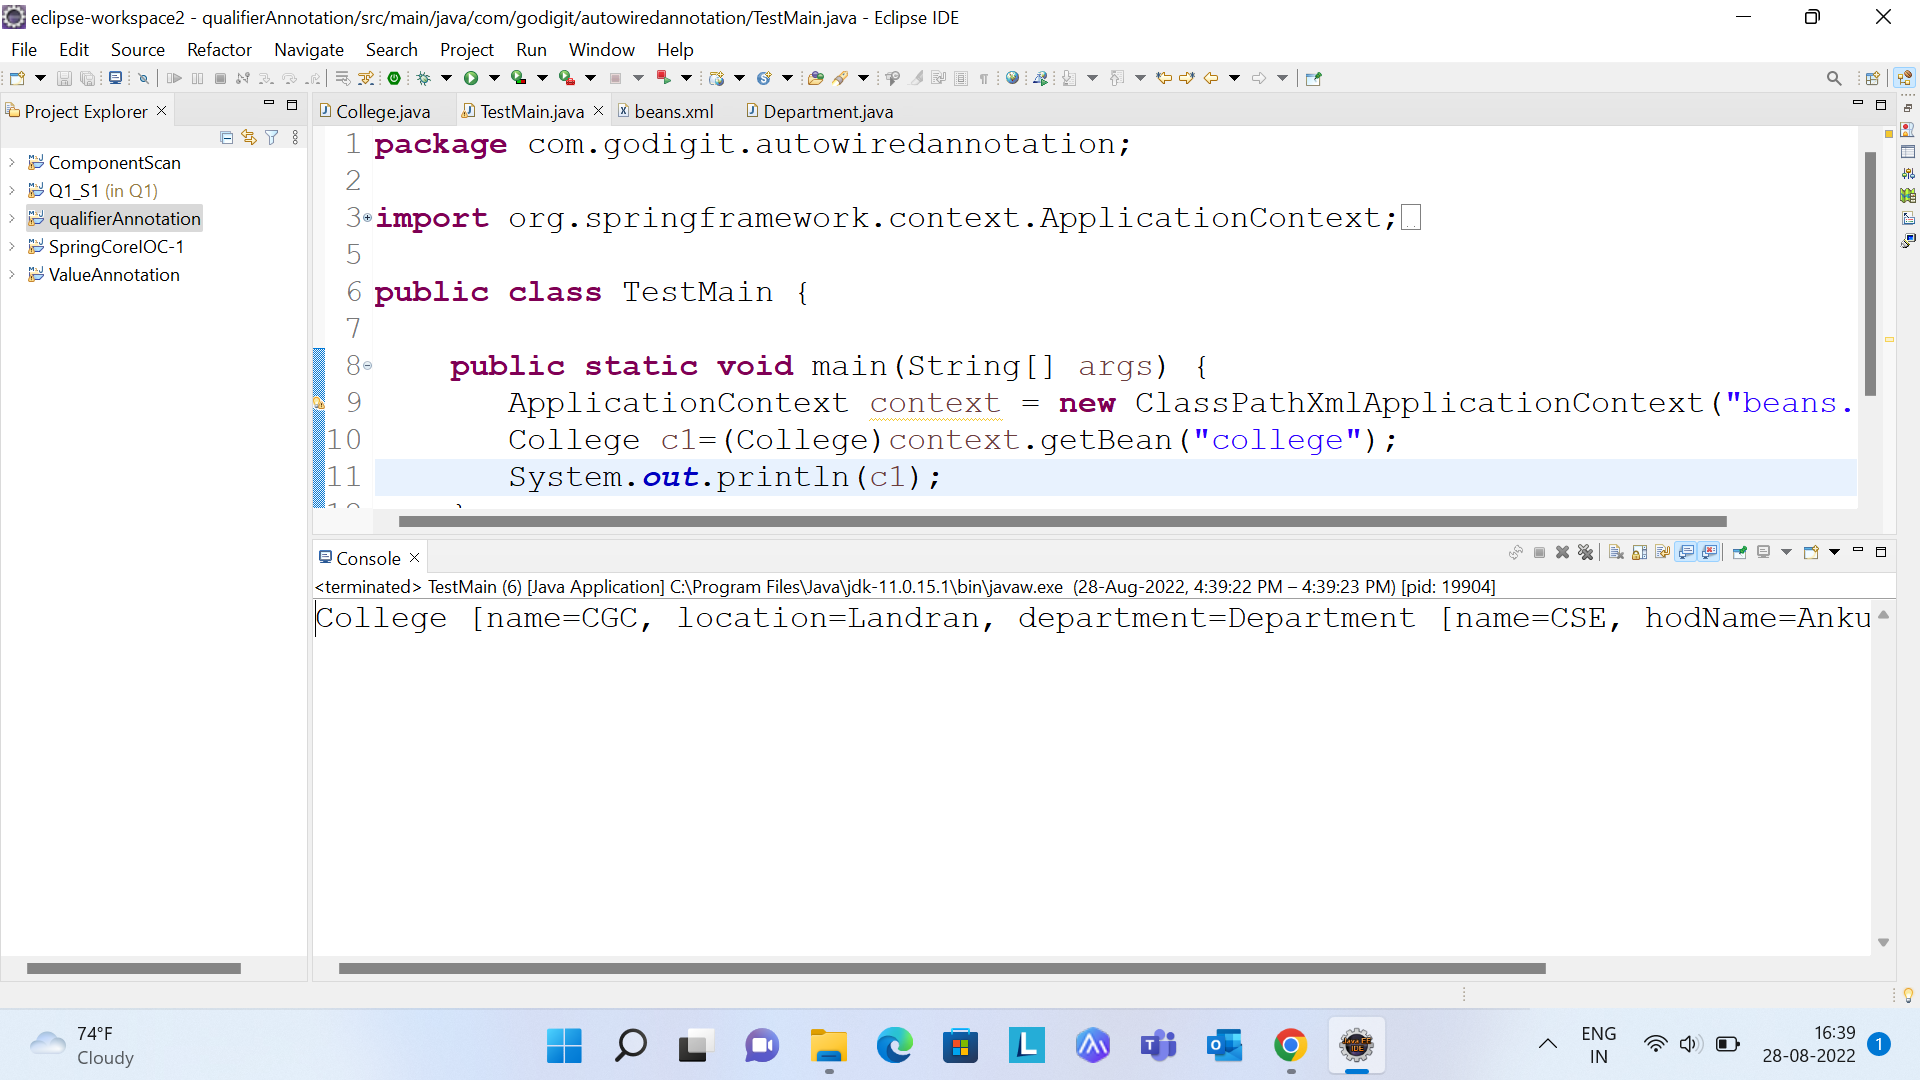 eclipse-workspace2 - qualifierAnnotation/src/main/java/com/godigit/autowiredannotation/TestMain.java - Eclipse IDE
File Edit Source Refactor Navigate Search Project Run Window Help
Project Explorer
ComponentScan
Q1_S1 (in Q1)
qualifierAnnotation
SpringCoreIOC-1
ValueAnnotation
College.java TestMain.java beans.xml Department.java
1 package com.godigit.autowiredannotation;
2
3 import org.springframework.context.ApplicationContext;
5
6 public class TestMain {
7
8 public static void main(String[] args) {
9 ApplicationContext context = new ClassPathXmlApplicationContext("beans.
10 College c1=(College)context.getBean("college");
11 System.out.println(c1);
Console
<terminated> TestMain (6) [Java Application] C:\Program Files\Java\jdk-11.0.15.1\bin\javaw.exe (28-Aug-2022, 4:39:22 PM – 4:39:23 PM) [pid: 19904]
College [name=CGC, location=Landran, department=Department [name=CSE, hodName=Anku
74°F
Cloudy
ENG
IN
16:39
28-08-2022
1